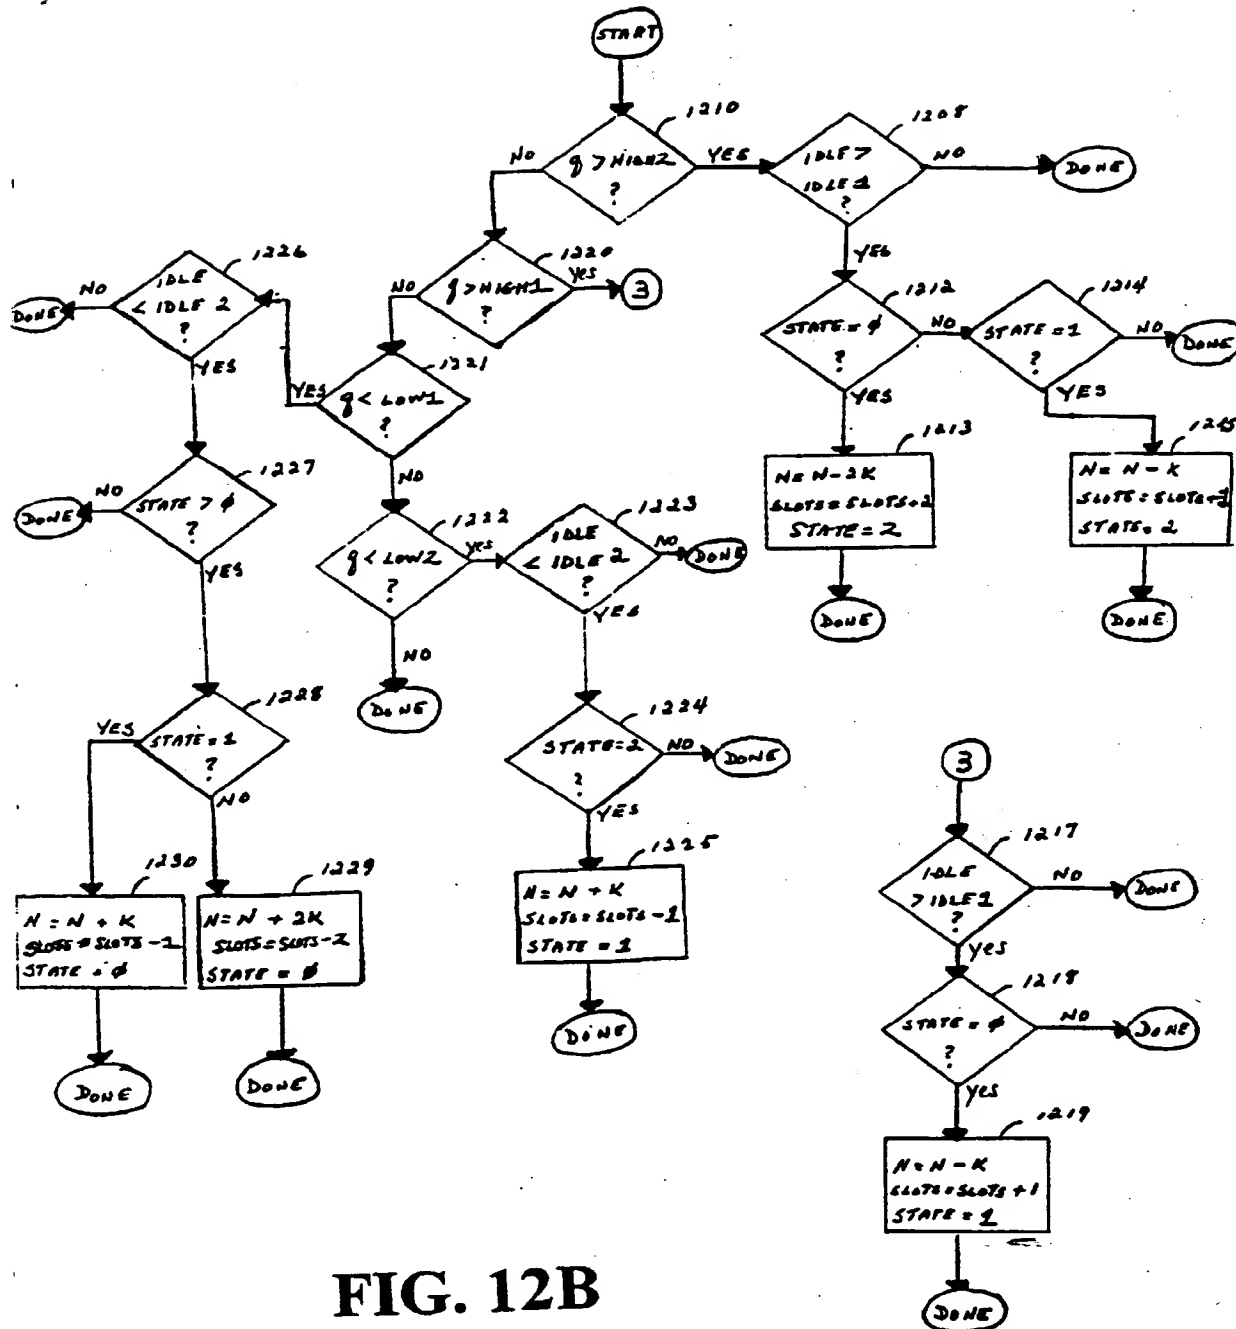 START
1210
q > HIGH2
?
NO
YES
1208
IDLE >
IDLE 1
?
NO
DONE
YES
1220
q > HIGH1
?
NO
yes
3
1226
IDLE
< IDLE 2
?
NO
DONE
YES
1212
STATE = φ
?
NO
YES
1214
STATE = 1
?
NO
DONE
YES
1221
q < LOW1
?
YES
NO
1213
N = N - 2K
SLOTS = SLOTS + 2
STATE = 2
DONE
1215
N = N - K
SLOTS = SLOTS + 1
STATE = 2
DONE
1227
STATE > φ
?
NO
DONE
YES
1222
q < LOW2
?
yes
NO
DONE
1223
IDLE
< IDLE 2
?
NO
DONE
YES
1228
STATE = 1
?
YES
NO
1224
STATE = 2
?
NO
DONE
YES
1230
N = N + K
SLOTS = SLOTS - 1
STATE = φ
DONE
1229
N = N + 2K
SLOTS = SLOTS - 2
STATE = φ
DONE
1225
N = N + K
SLOTS = SLOTS - 1
STATE = 1
DONE
3
1217
IDLE
> IDLE 1
?
NO
DONE
yes
1218
STATE = φ
?
NO
DONE
yes
1219
N = N - K
SLOTS = SLOTS + 1
STATE = 1
DONE
FIG. 12B